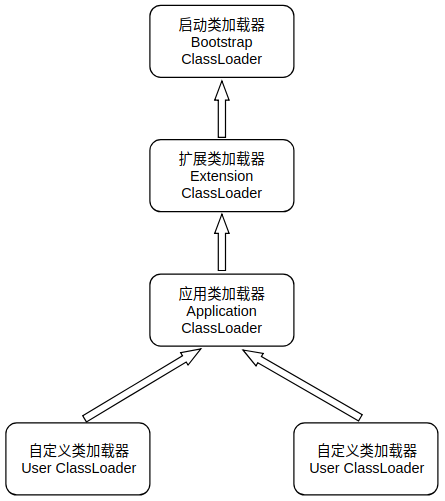 启动类加载器
Bootstrap
ClassLoader
扩展类加载器
Extension
ClassLoader
应用类加载器
Application
ClassLoader
自定义类加载器
User ClassLoader
自定义类加载器
User ClassLoader